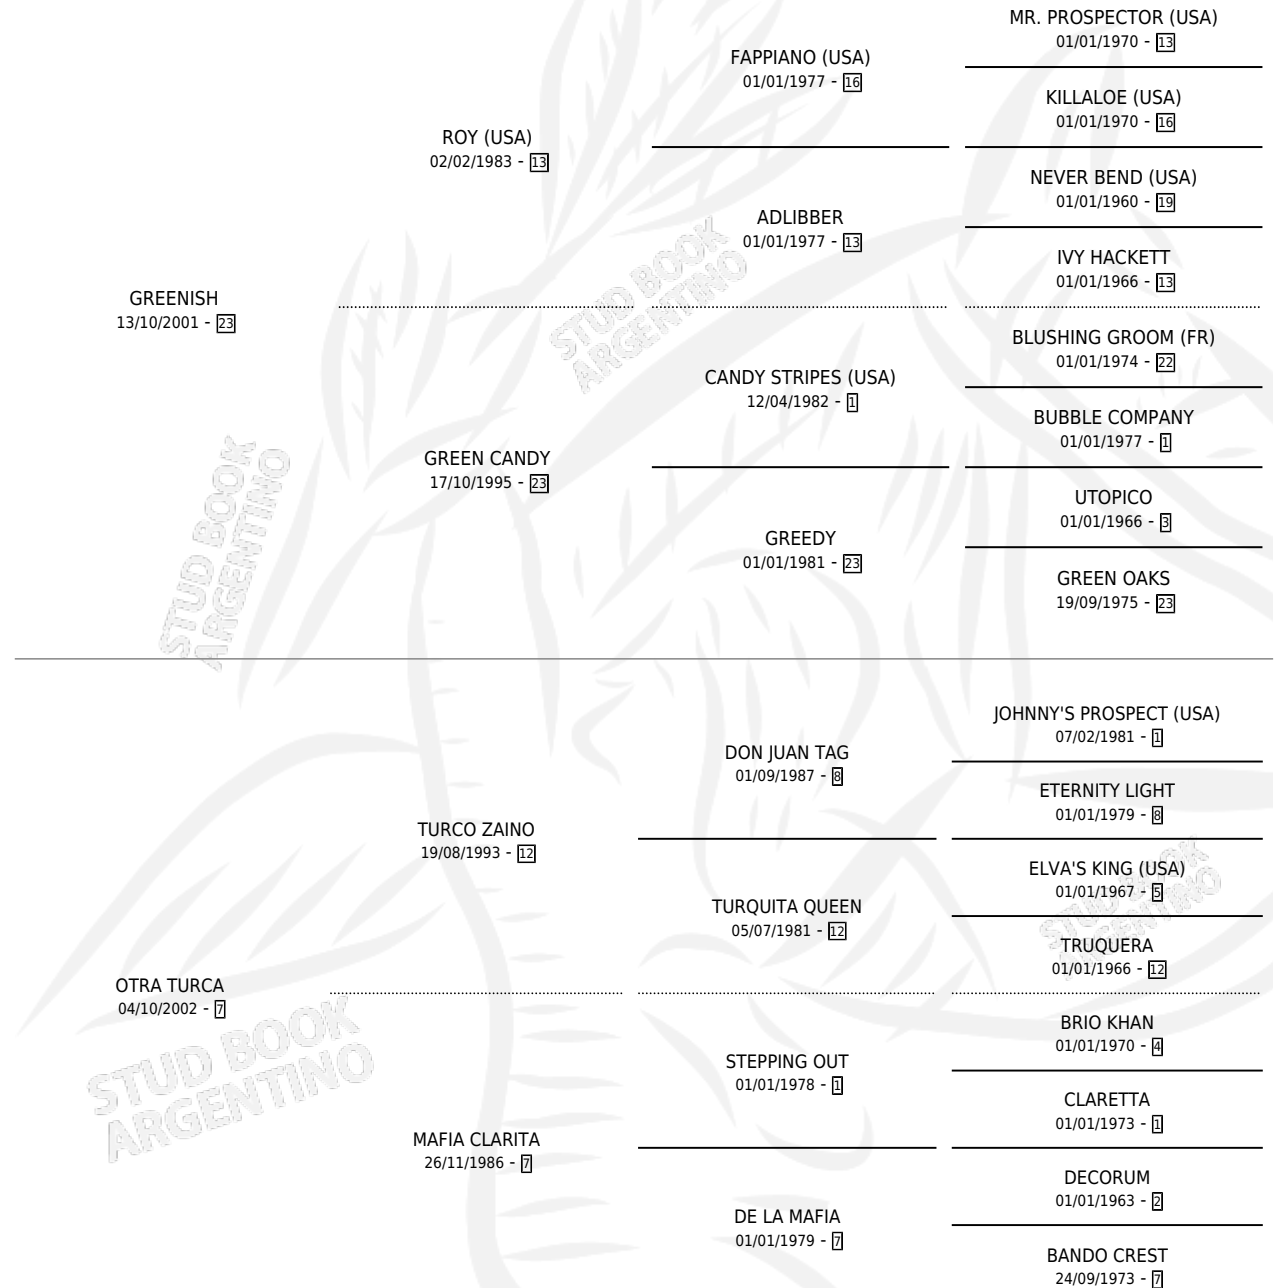 MR. PROSPECTOR (USA)
01/01/1970 - 13
FAPPIANO (USA)
01/01/1977 - 16
KILLALOE (USA)
01/01/1970 - 16
ROY (USA)
02/02/1983 - 13
NEVER BEND (USA)
01/01/1960 - 19
ADLIBBER
01/01/1977 - 13
IVY HACKETT
01/01/1966 - 13
GREENISH
13/10/2001 - 23
STUD BOOK
ARGENTINO
BLUSHING GROOM (FR)
01/01/1974 - 22
CANDY STRIPES (USA)
12/04/1982 - 1
BUBBLE COMPANY
01/01/1977 - 1
GREEN CANDY
17/10/1995 - 23
UTOPICO
01/01/1966 - 3
GREEDY
01/01/1981 - 23
GREEN OAKS
19/09/1975 - 23
STUD BOOK
ARGENTINO
JOHNNY'S PROSPECT (USA)
07/02/1981 - 1
DON JUAN TAG
01/09/1987 - 8
ETERNITY LIGHT
01/01/1979 - 8
TURCO ZAINO
19/08/1993 - 12
ELVA'S KING (USA)
01/01/1967 - 5
TURQUITA QUEEN
05/07/1981 - 12
TRUQUERA
01/01/1966 - 12
STUD BOOK
ARGENTINO
OTRA TURCA
04/10/2002 - 7
STUD BOOK
ARGENTINO
BRIO KHAN
01/01/1970 - 4
STEPPING OUT
01/01/1978 - 1
CLARETTA
01/01/1973 - 1
MAFIA CLARITA
26/11/1986 - 7
DECORUM
01/01/1963 - 2
DE LA MAFIA
01/01/1979 - 7
BANDO CREST
24/09/1973 - 7